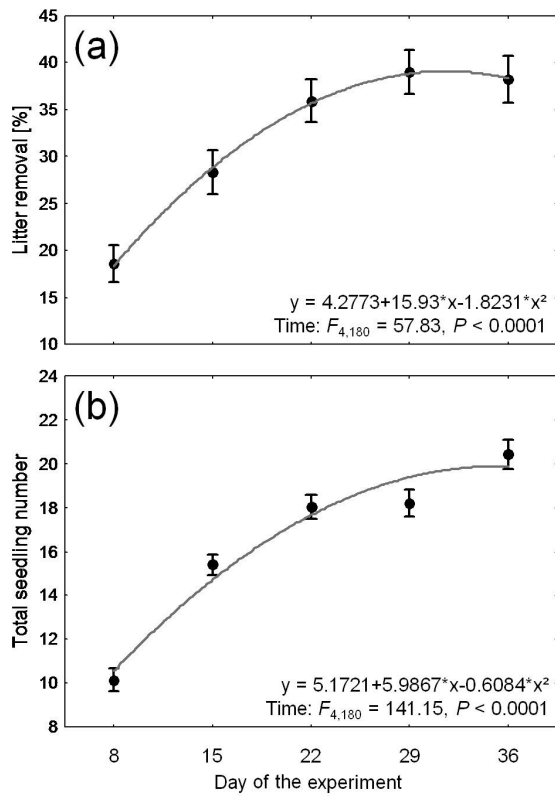 (a)
Litter removal [%]
45
40
35
30
25
20
15
10
y = 4.2773+15.93*x-1.8231*x²
Time: F4,180 = 57.83, P < 0.0001
(b)
Total seedling number
24
22
20
18
16
14
12
10
8
y = 5.1721+5.9867*x-0.6084*x²
Time: F4,180 = 141.15, P < 0.0001
8 15 22 29 36
Day of the experiment